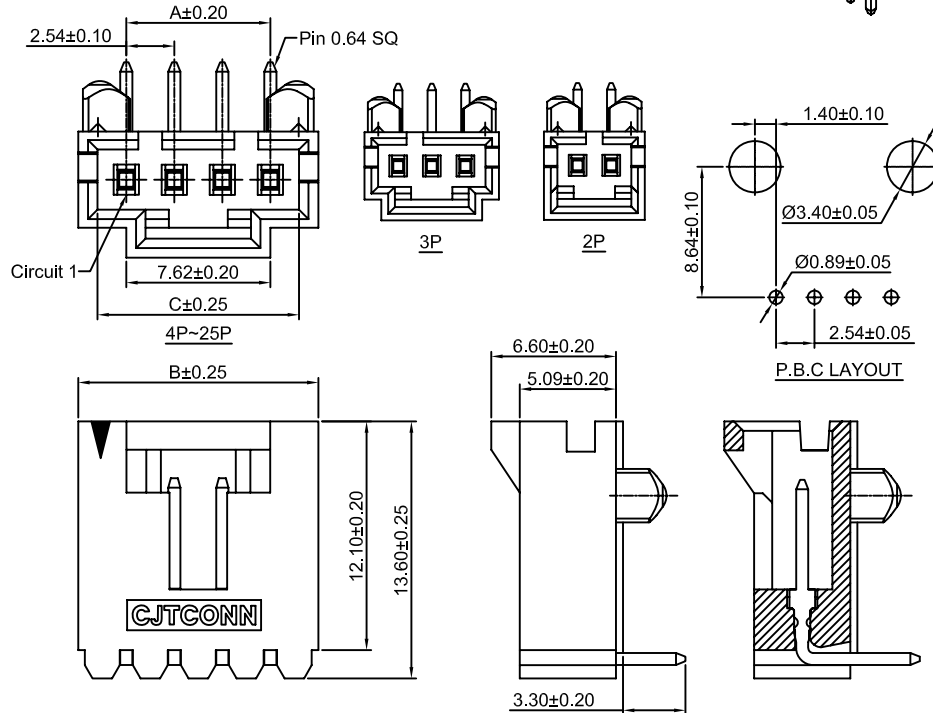 A±0.20
2.54±0.10
Pin 0.64 SQ
1.40±0.10
Ø3.40±0.05
8.64±0.10
3P
2P
Ø0.89±0.05
Circuit 1
7.62±0.20
C±0.25
4P~25P
2.54±0.05
P.B.C LAYOUT
B±0.25
6.60±0.20
5.09±0.20
12.10±0.20
13.60±0.25
CJTCONN
3.30±0.20